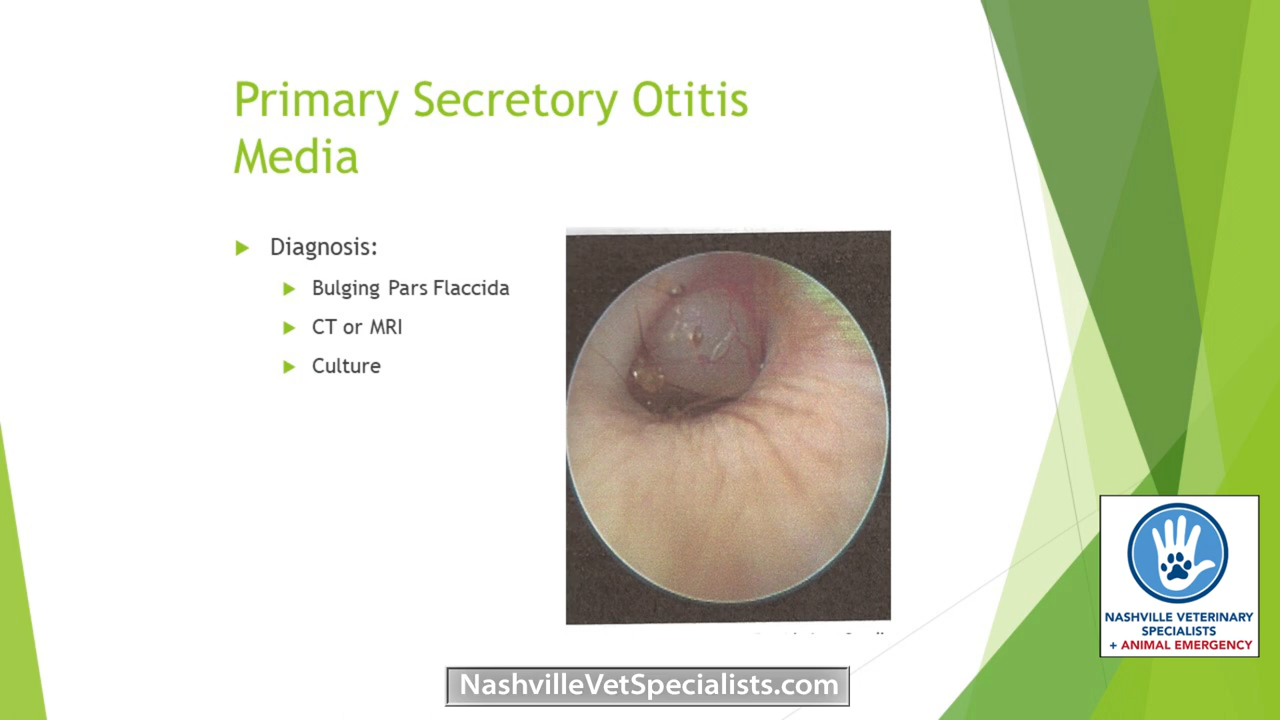 Primary Secretory Otitis
Media
Diagnosis:
Bulging Pars Flaccida
CT or MRI
Culture
NASHVILLE VETERINARY
SPECIALISTS
+ ANIMAL EMERGENCY
NashvilleVetSpecialists.com